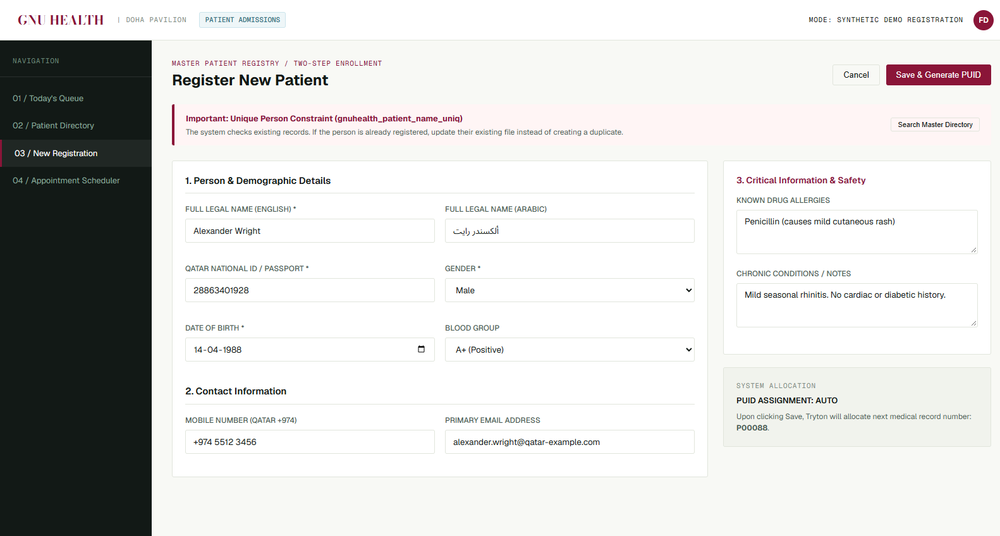 GNU HEALTH
| DOHA PAVILION
PATIENT ADMISSIONS
MODE: SYNTHETIC DEMO REGISTRATION
FD
NAVIGATION
01 / Today's Queue
02 / Patient Directory
03 / New Registration
04 / Appointment Scheduler
MASTER PATIENT REGISTRY / TWO-STEP ENROLLMENT
Register New Patient
Cancel
Save & Generate PUID
Important: Unique Person Constraint (gnuhealth_patient_name_uniq)
The system checks existing records. If the person is already registered, update their existing file instead of creating a duplicate.
Search Master Directory
1. Person & Demographic Details
FULL LEGAL NAME (ENGLISH) *
Alexander Wright
FULL LEGAL NAME (ARABIC)
ألكسندر رايت
QATAR NATIONAL ID / PASSPORT *
28863401928
GENDER *
Male
DATE OF BIRTH *
14-04-1988
BLOOD GROUP
A+ (Positive)
2. Contact Information
MOBILE NUMBER (QATAR +974)
+974 5512 3456
PRIMARY EMAIL ADDRESS
alexander.wright@qatar-example.com
3. Critical Information & Safety
KNOWN DRUG ALLERGIES
Penicillin (causes mild cutaneous rash)
CHRONIC CONDITIONS / NOTES
Mild seasonal rhinitis. No cardiac or diabetic history.
SYSTEM ALLOCATION
PUID ASSIGNMENT: AUTO
Upon clicking Save, Tryton will allocate next medical record number:
P00088.